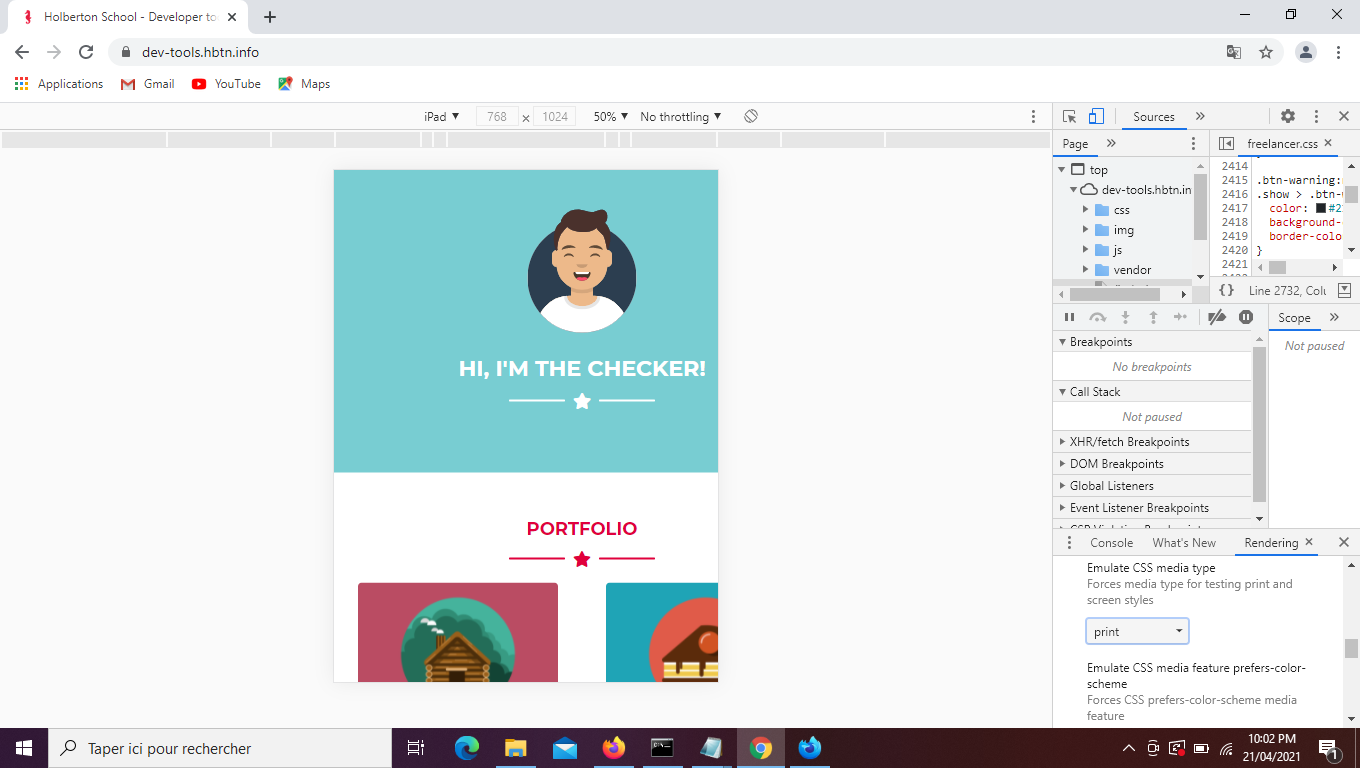 Holberton School - Developer to
dev-tools.hbtn.info
Applications Gmail YouTube Maps
iPad ▼ 768 x 1024 50% ▼ No throttling ▼
Sources »
Page » freelancer.css ×
top
dev-tools.hbtn.in
css
img
js
vendor
2414 }
2415 .btn-warning:
2416 .show > .btn-
2417 color: #2
2418 background-
2419 border-colo
2420 }
2421
{} Line 2732, Colu
Scope »
Not paused
Breakpoints
No breakpoints
Call Stack
Not paused
XHR/fetch Breakpoints
DOM Breakpoints
Global Listeners
Event Listener Breakpoints
CSP Violation Breakpoints
Console What's New Rendering ×
Emulate CSS media type
Forces media type for testing print and
screen styles
print
Emulate CSS media feature prefers-color-
scheme
Forces CSS prefers-color-scheme media
feature
HI, I'M THE CHECKER!
PORTFOLIO
Taper ici pour rechercher
10:02 PM
21/04/2021
1